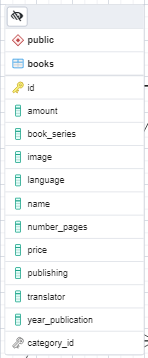 public
books
id
amount
book_series
image
language
name
number_pages
price
publishing
translator
year_publication
category_id